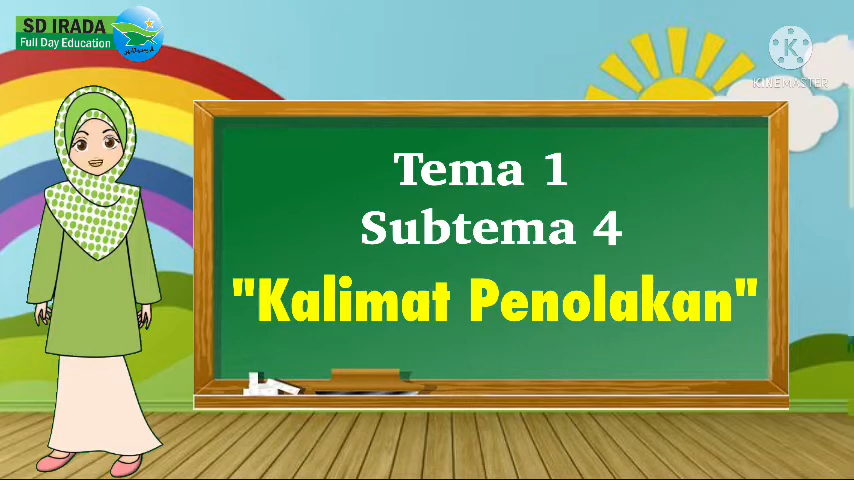 SD IRADA
Full Day Education
KINEMASTER
Tema 1
Subtema 4
"Kalimat Penolakan"